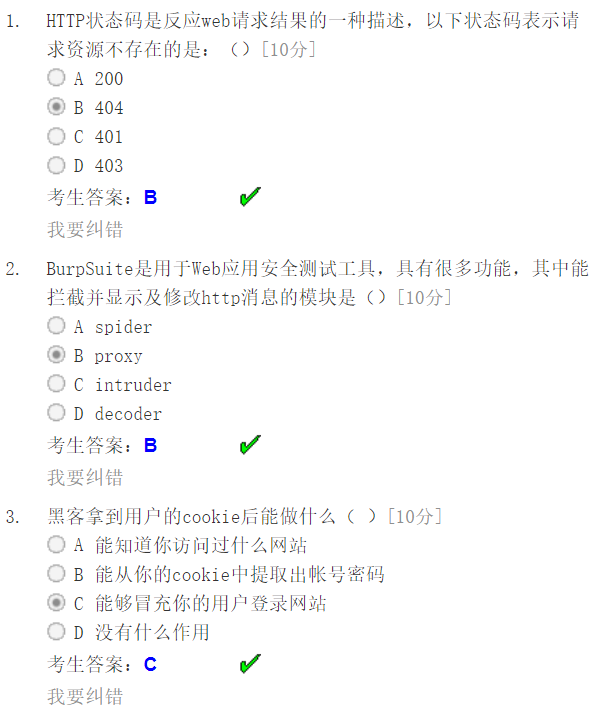 1. HTTP状态码是反应web请求结果的一种描述，以下状态码表示请
求资源不存在的是：（）[10分]
A 200
B 404
C 401
D 403
考生答案：B
我要纠错
2. BurpSuite是用于Web应用安全测试工具，具有很多功能，其中能
拦截并显示及修改http消息的模块是（）[10分]
A spider
B proxy
C intruder
D decoder
考生答案：B
我要纠错
3. 黑客拿到用户的cookie后能做什么（ ）[10分]
A 能知道你访问过什么网站
B 能从你的cookie中提取出帐号密码
C 能够冒充你的用户登录网站
D 没有什么作用
考生答案：C
我要纠错